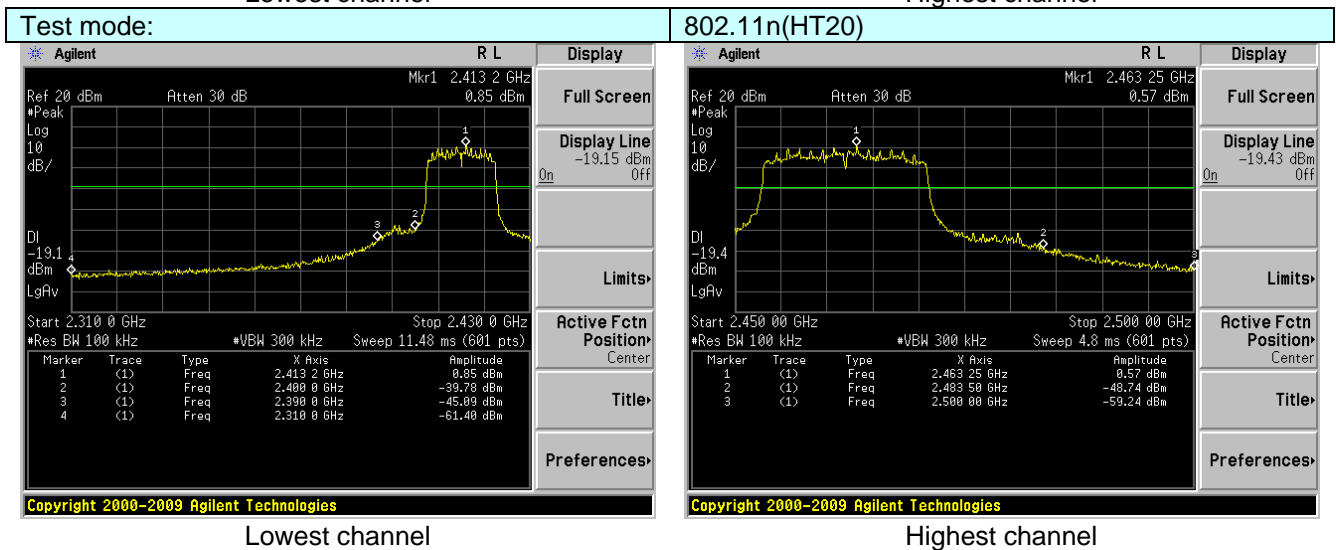 Lowest channel Highest channel
Test mode: 802.11n(HT20)
Agilent R L Display
Mkr1 2.413 2 GHz
Ref 20 dBm Atten 30 dB 0.85 dBm
#Peak
Log
10
dB/
DI
-19.1
dBm
LgAv
1
2
3
4
Start 2.310 0 GHz Stop 2.430 0 GHz
#Res BW 100 kHz #VBW 300 kHz Sweep 11.48 ms (601 pts)
Marker Trace Type X Axis Amplitude
1 (1) Freq 2.413 2 GHz 0.85 dBm
2 (1) Freq 2.400 0 GHz -39.78 dBm
3 (1) Freq 2.390 0 GHz -45.09 dBm
4 (1) Freq 2.310 0 GHz -61.40 dBm
Full Screen
Display Line
-19.15 dBm
On Off
Limits
Active Fctn
Position
Center
Title
Preferences
Copyright 2000-2009 Agilent Technologies
Agilent R L Display
Mkr1 2.463 25 GHz
Ref 20 dBm Atten 30 dB 0.57 dBm
#Peak
Log
10
dB/
DI
-19.4
dBm
LgAv
1
2
3
Start 2.450 00 GHz Stop 2.500 00 GHz
#Res BW 100 kHz #VBW 300 kHz Sweep 4.8 ms (601 pts)
Marker Trace Type X Axis Amplitude
1 (1) Freq 2.463 25 GHz 0.57 dBm
2 (1) Freq 2.483 50 GHz -48.74 dBm
3 (1) Freq 2.500 00 GHz -59.24 dBm
Full Screen
Display Line
-19.43 dBm
On Off
Limits
Active Fctn
Position
Center
Title
Preferences
Copyright 2000-2009 Agilent Technologies
Lowest channel Highest channel